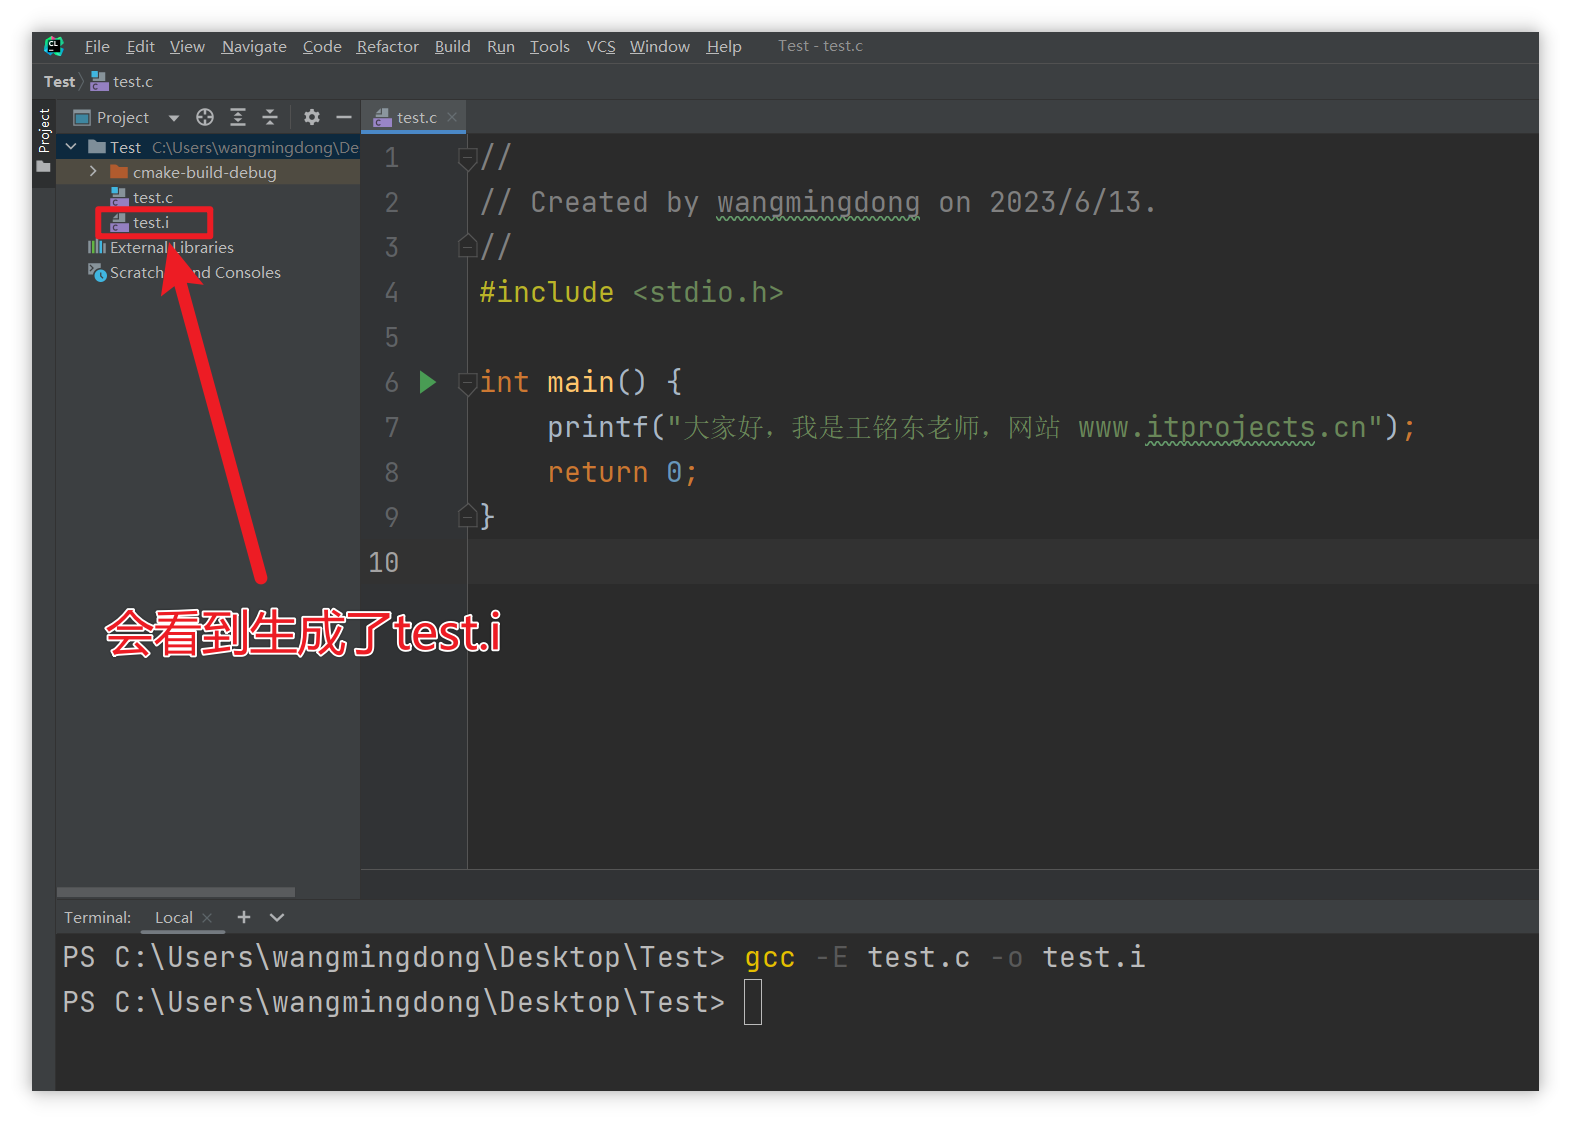 CL
File Edit View Navigate Code Refactor Build Run Tools VCS Window Help Test - test.c
Test test.c
Project
Project
test.c
Test C:\Users\wangmingdong\De
cmake-build-debug
test.c
test.i
External Libraries
Scratch nd Consoles
1 //
2 // Created by wangmingdong on 2023/6/13.
3 //
4 #include <stdio.h>
5
6 int main() {
7 printf("大家好，我是王铭东老师，网站 www.itprojects.cn");
8 return 0;
9 }
10
会看到生成了test.i
Terminal: Local
PS C:\Users\wangmingdong\Desktop\Test> gcc -E test.c -o test.i
PS C:\Users\wangmingdong\Desktop\Test>